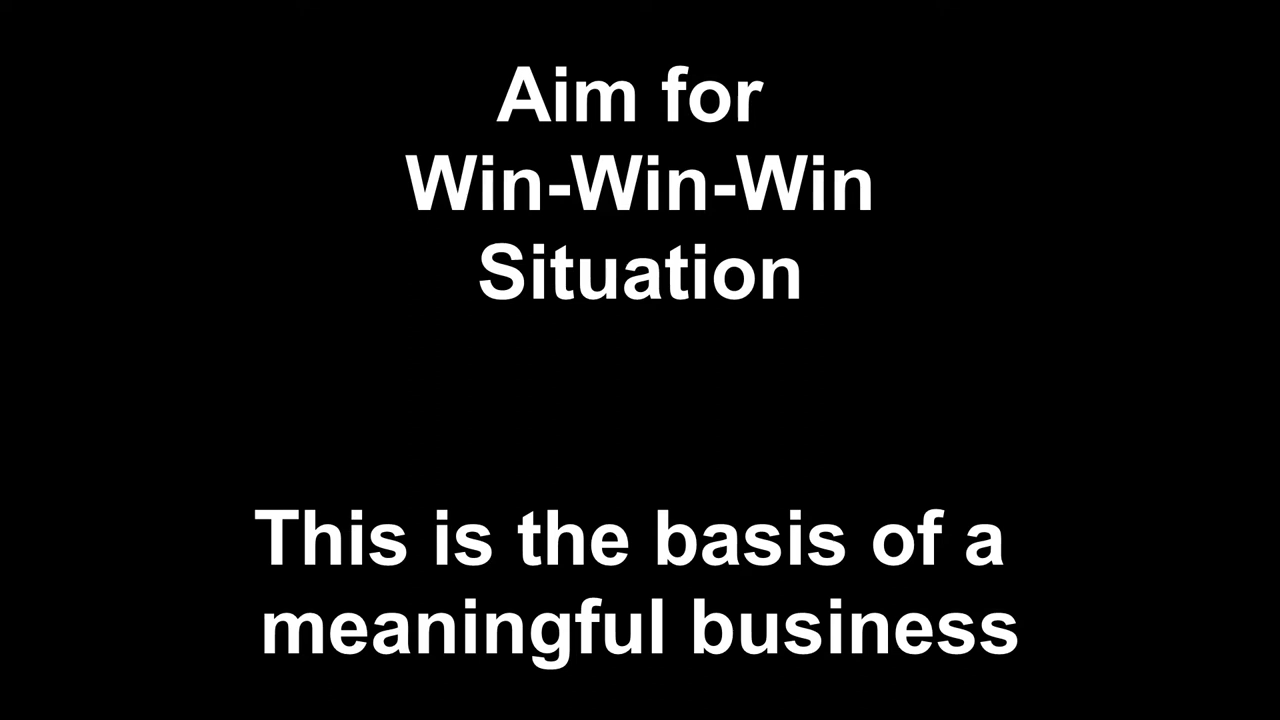 Aim for
Win-Win-Win
Situation
This is the basis of a
meaningful business